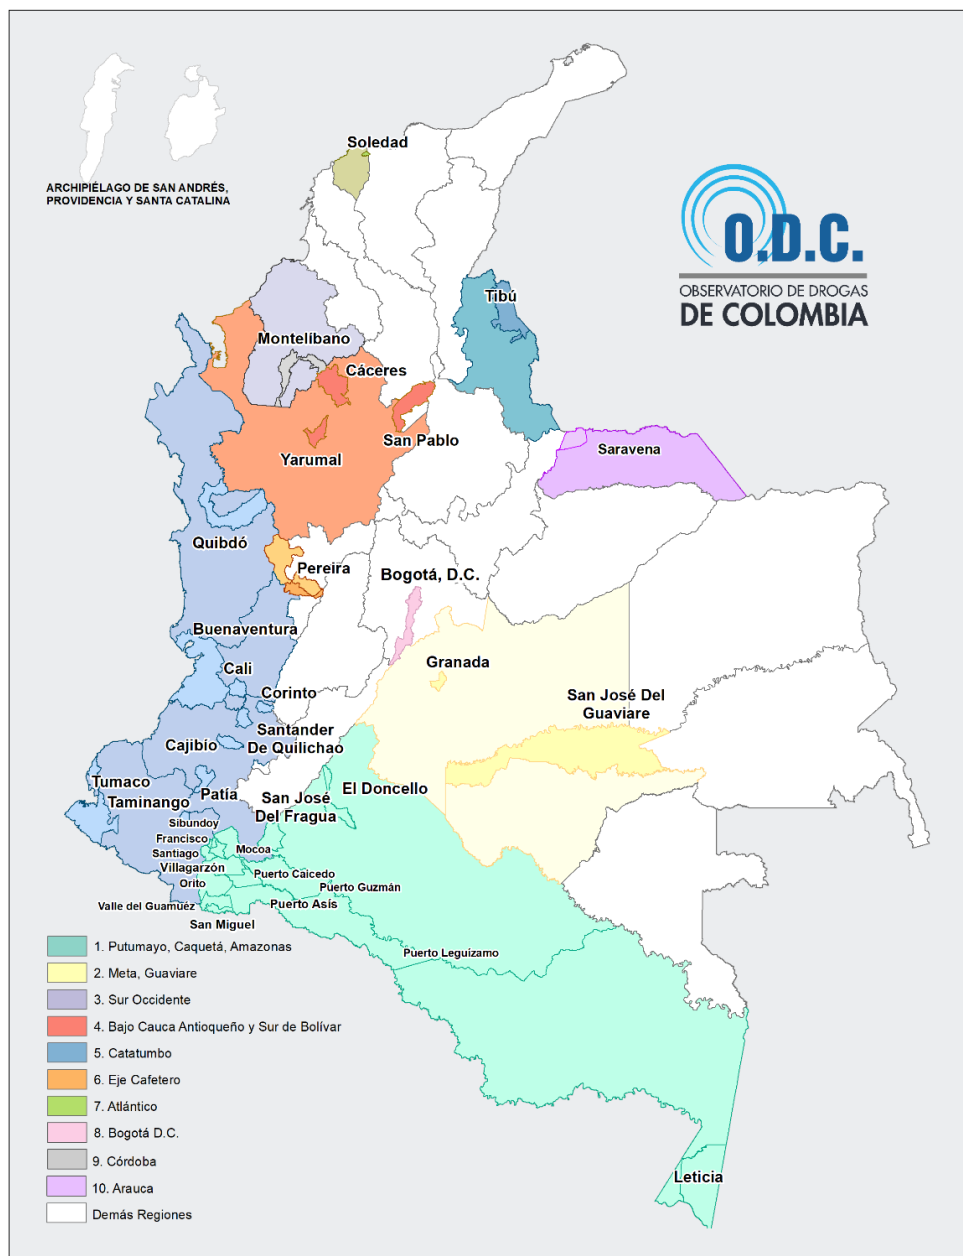 Soledad
ARCHIPIÉLAGO DE SAN ANDRÉS,
PROVIDENCIA Y SANTA CATALINA
O.D.C.
OBSERVATORIO DE DROGAS
DE COLOMBIA
Tibú
Montelíbano
Cáceres
San Pablo
Yarumal
Saravena
Quibdó
Pereira
Bogotá, D.C.
Buenaventura
Granada
Cali
Corinto
San José Del
Guaviare
Santander
De Quilichao
Cajibío
Tumaco
Taminango
Patía
San José
Del Fragua
El Doncello
Sibundoy
Francisco
Santiago
Mocoa
Villagarzón
Puerto Caicedo
Orito
Puerto Guzmán
Valle del Guamuéz
Puerto Asís
San Miguel
Puerto Leguízamo
Leticia
1. Putumayo, Caquetá, Amazonas
2. Meta, Guaviare
3. Sur Occidente
4. Bajo Cauca Antioqueño y Sur de Bolívar
5. Catatumbo
6. Eje Cafetero
7. Atlántico
8. Bogotá D.C.
9. Córdoba
10. Arauca
Demás Regiones